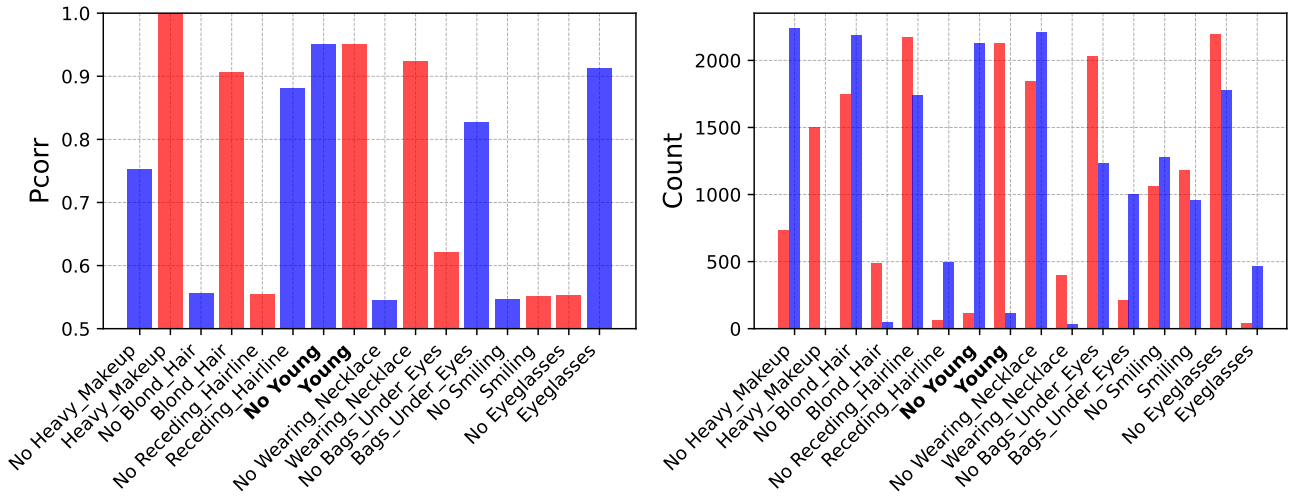 Pcorr
1.0
0.9
0.8
0.7
0.6
0.5
No Heavy_Makeup
Heavy_Makeup
No Blond_Hair
Blond_Hair
No Receding_Hairline
Receding_Hairline
No Young
Young
No Wearing_Necklace
Wearing_Necklace
No Bags_Under_Eyes
Bags_Under_Eyes
No Smiling
Smiling
No Eyeglasses
Eyeglasses
Count
2000
1500
1000
500
0
No Heavy_Makeup
Heavy_Makeup
No Blond_Hair
Blond_Hair
No Receding_Hairline
Receding_Hairline
No Young
Young
No Wearing_Necklace
Wearing_Necklace
No Bags_Under_Eyes
Bags_Under_Eyes
No Smiling
Smiling
No Eyeglasses
Eyeglasses